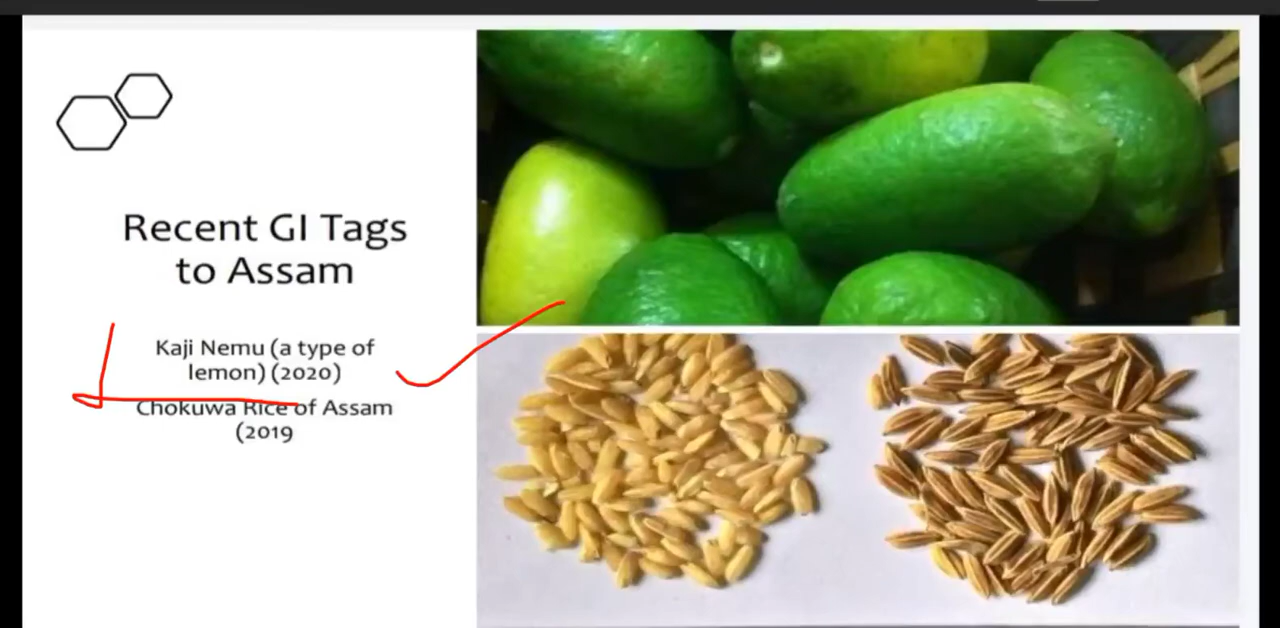 Recent GI Tags
to Assam
Kaji Nemu (a type of
lemon) (2020)
Chokuwa Rice of Assam
(2019